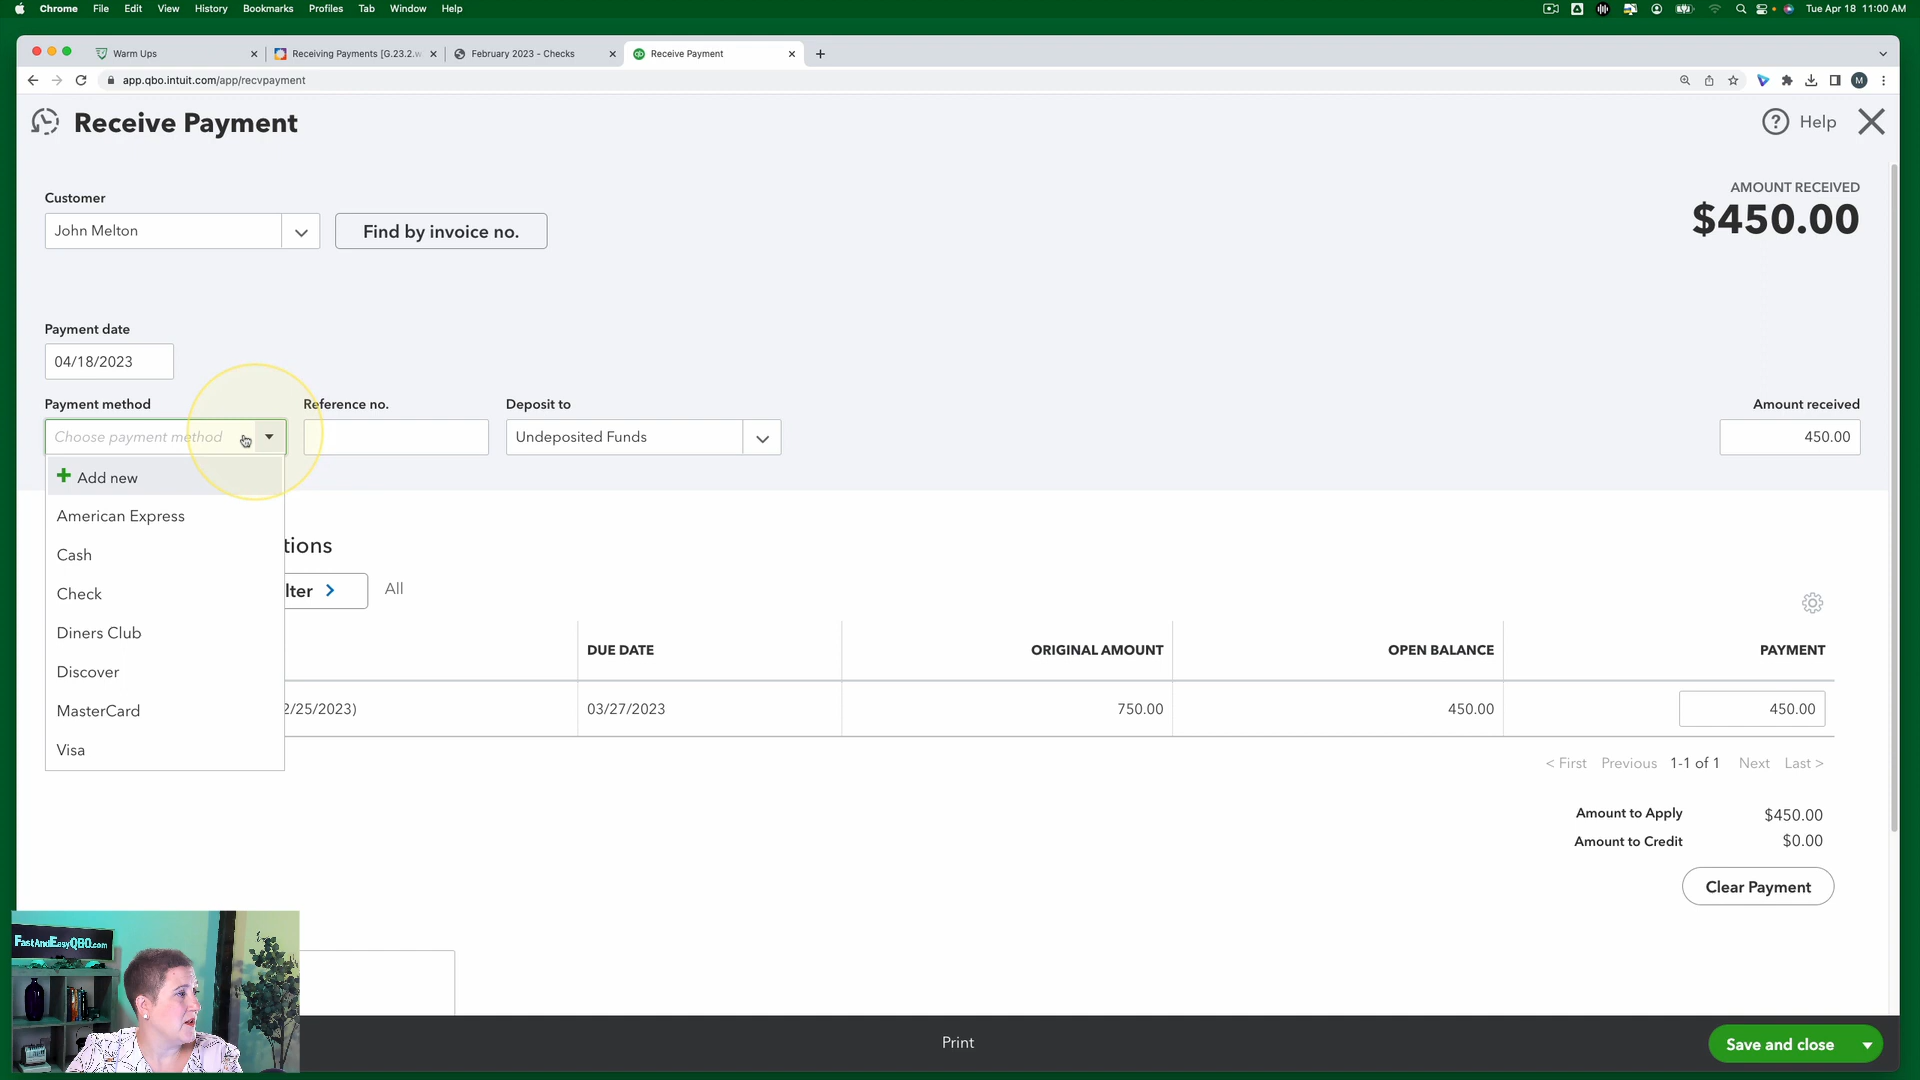 Chrome File Edit View History Bookmarks Profiles Tab Window Help Tue Apr 18 11:00 AM
Warm Ups Receiving Payments [G.23.2.w February 2023 - Checks Receive Payment
app.qbo.intuit.com/app/recvpayment M
Receive Payment Help
AMOUNT RECEIVED
$450.00
Customer
John Melton Find by invoice no.
Payment date
04/18/2023
Payment method Reference no. Deposit to Amount received
Choose payment method Undeposited Funds 450.00
Add new
American Express
Cash
Check
Diners Club
Discover
MasterCard
Visa
tions
lter All
DUE DATE ORIGINAL AMOUNT OPEN BALANCE PAYMENT
2/25/2023) 03/27/2023 750.00 450.00 450.00
< First Previous 1-1 of 1 Next Last >
Amount to Apply $450.00
Amount to Credit $0.00
Clear Payment
FastAndEasyQBO.com
Print Save and close